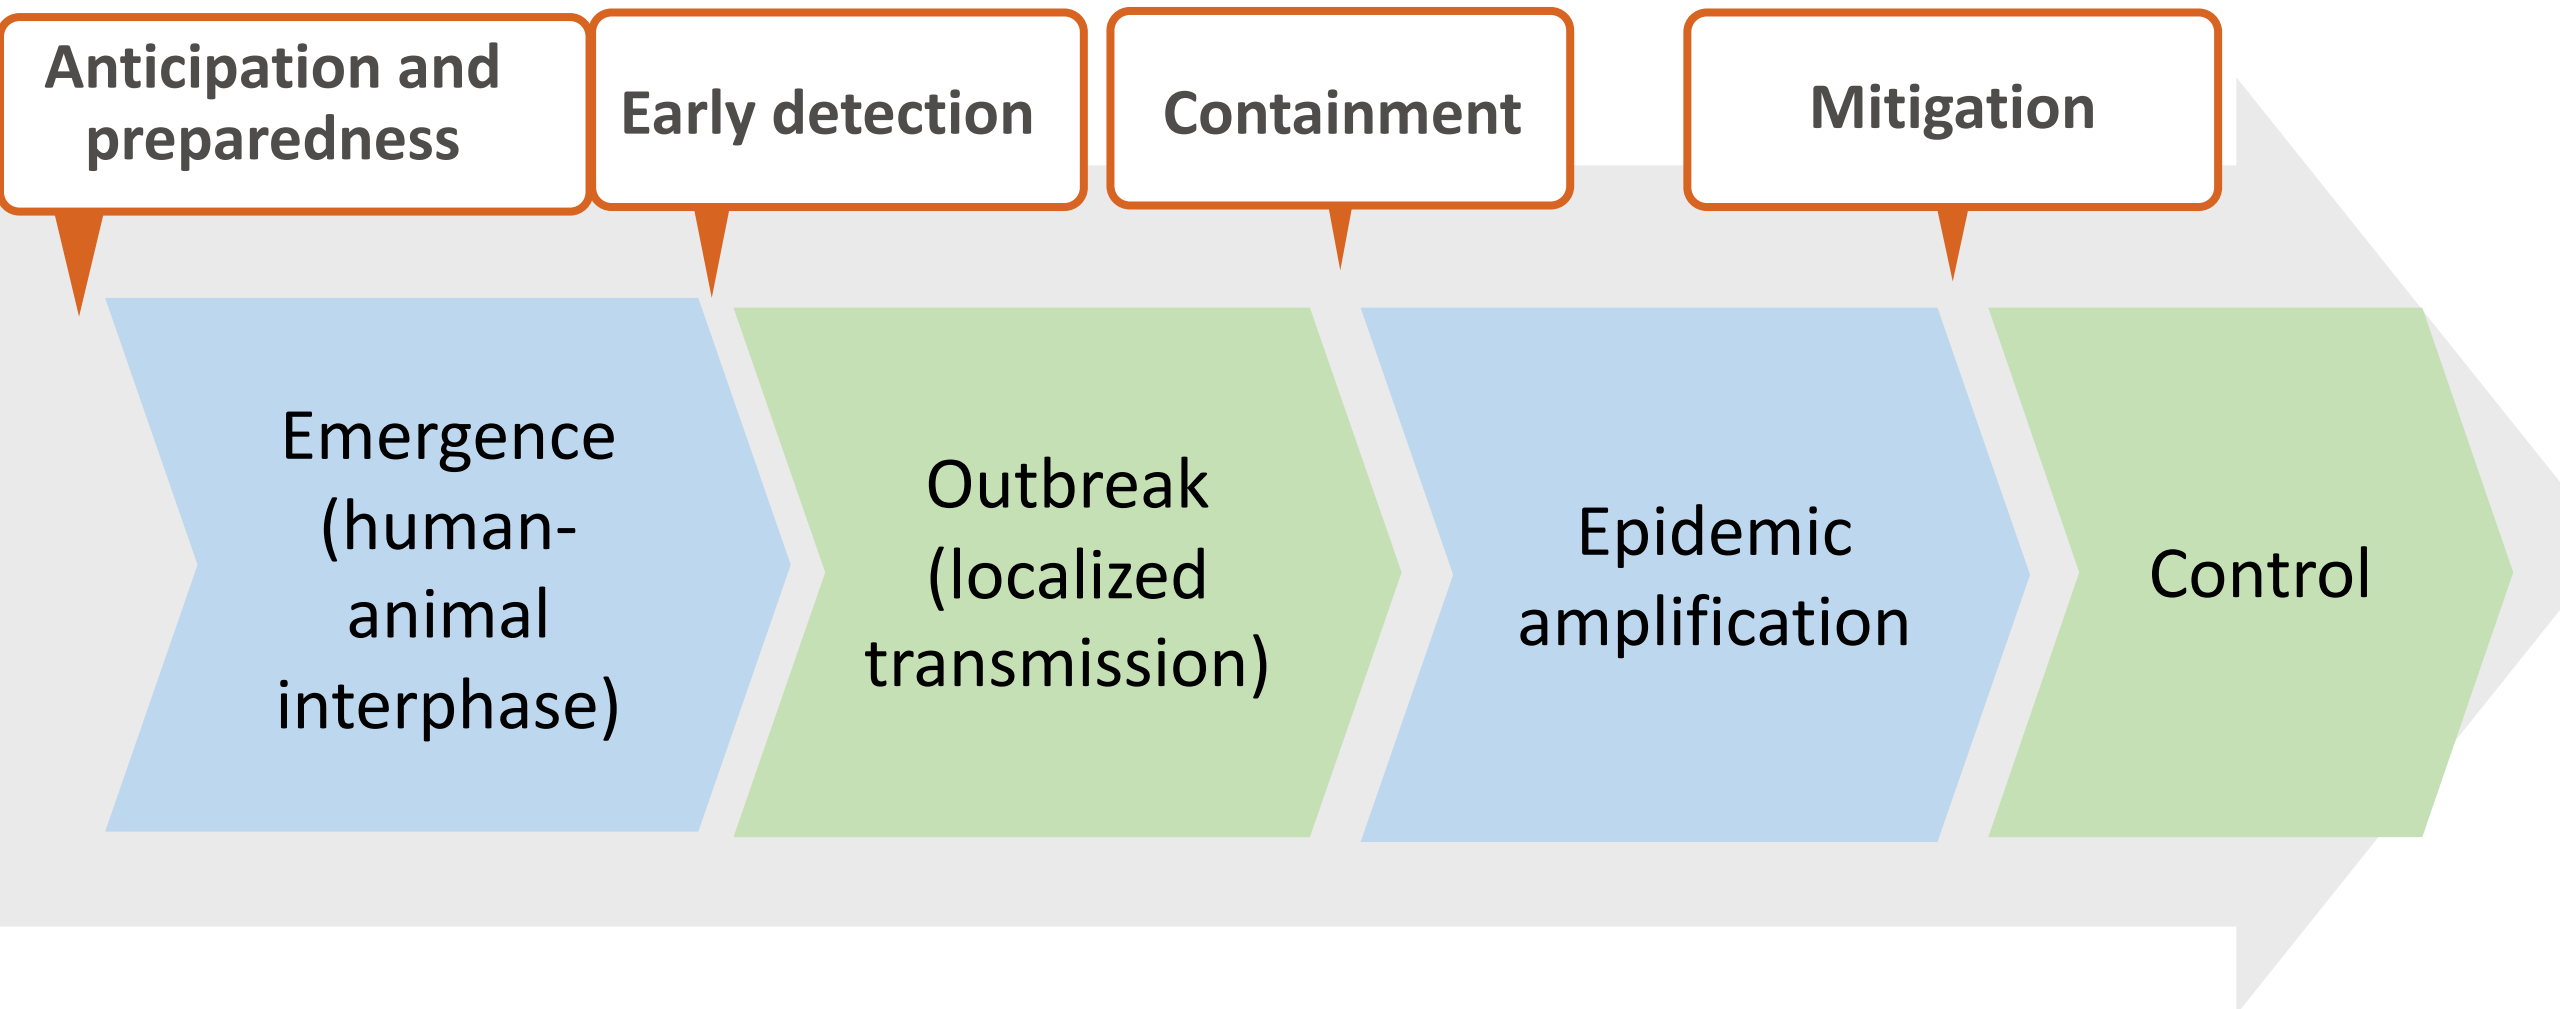 Anticipation and
preparedness
Early detection
Containment
Mitigation
Emergence
(human-
animal
interphase)
Outbreak
(localized
transmission)
Epidemic
amplification
Control